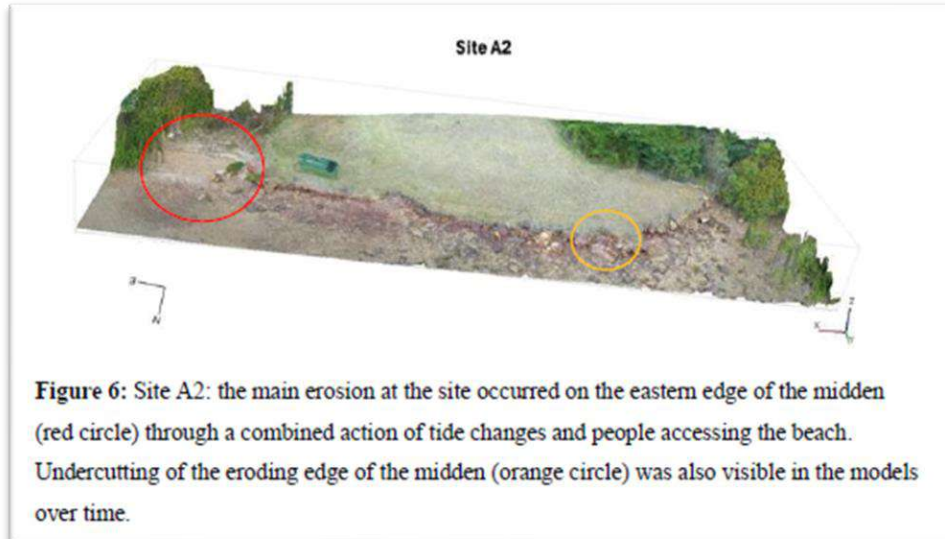 Site A2
N
X
Z
Figure 6: Site A2: the main erosion at the site occurred on the eastern edge of the midden
(red circle) through a combined action of tide changes and people accessing the beach.
Undercutting of the eroding edge of the midden (orange circle) was also visible in the models
over time.